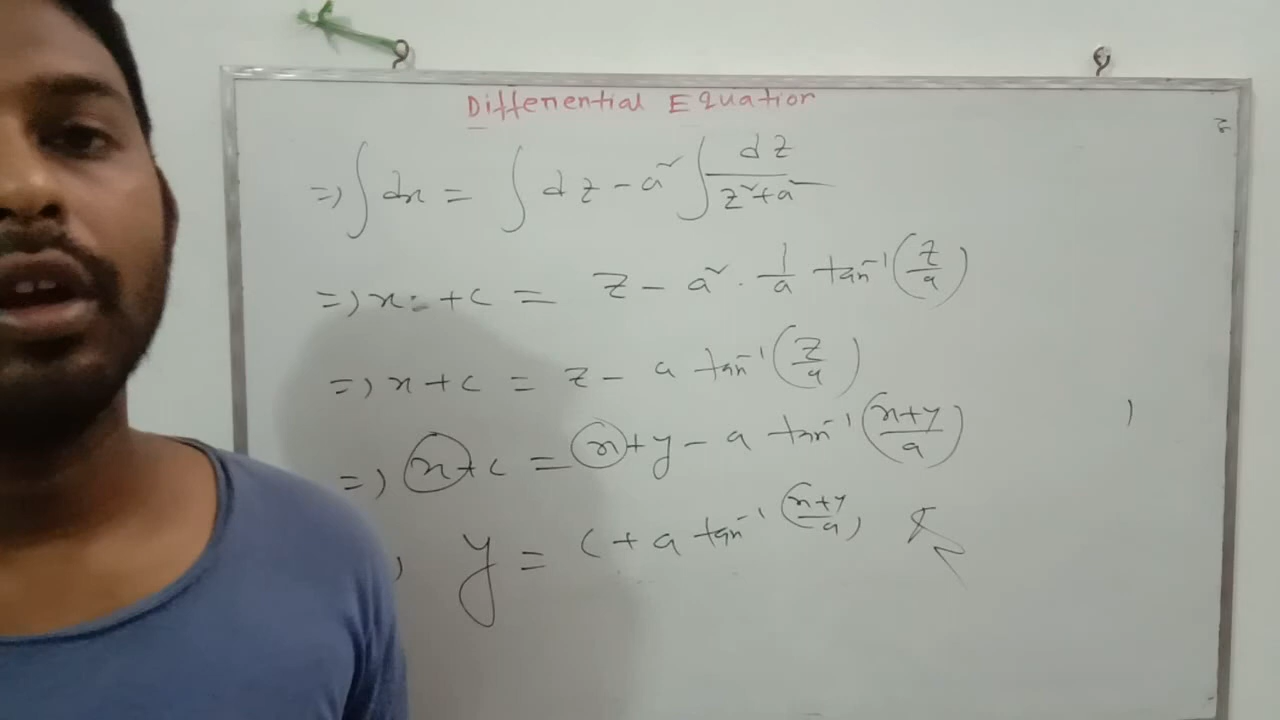 Differential Equation
=> ∫ dx = ∫ dz - a² ∫ dz / (z² + a²)
=> x + c = z - a² . 1/a tan⁻¹ (z/a)
=> x + c = z - a tan⁻¹ (z/a)
=> x + c = x + y - a tan⁻¹ ((x+y)/a)
y = c + a tan⁻¹ ((x+y)/a)